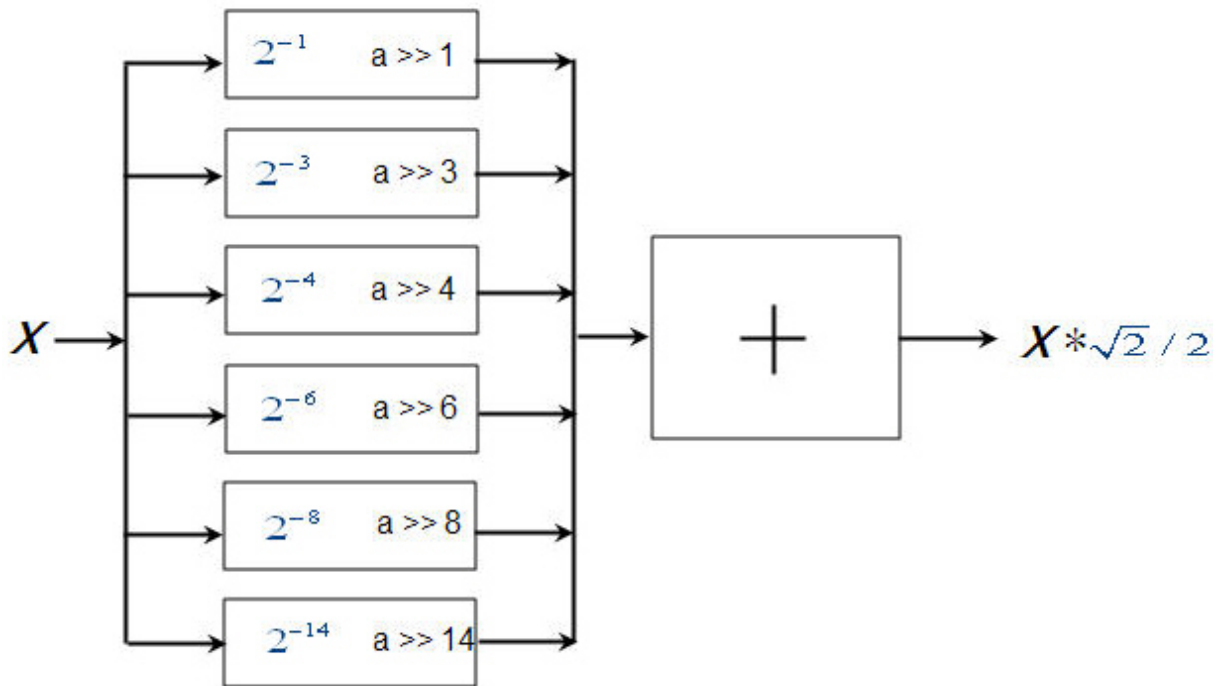 2⁻¹ a >> 1
2⁻³ a >> 3
2⁻⁴ a >> 4
X
2⁻⁶ a >> 6
2⁻⁸ a >> 8
2⁻¹⁴ a >> 14
+
X*√2 / 2